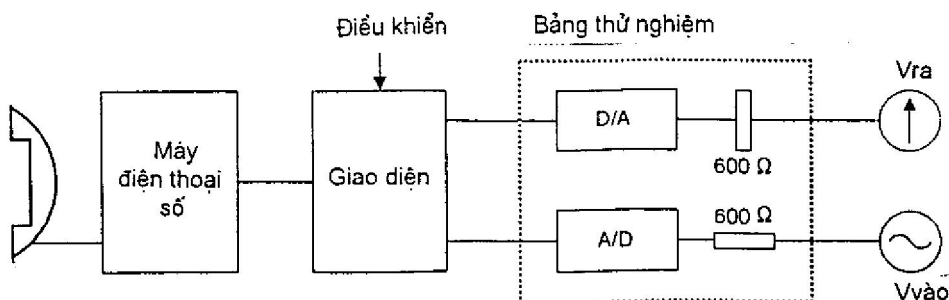 Điều khiển
Bảng thử nghiệm
Vra
D/A
600 Ω
Máy
điện thoại
số
Giao diện
A/D
600 Ω
Vvào